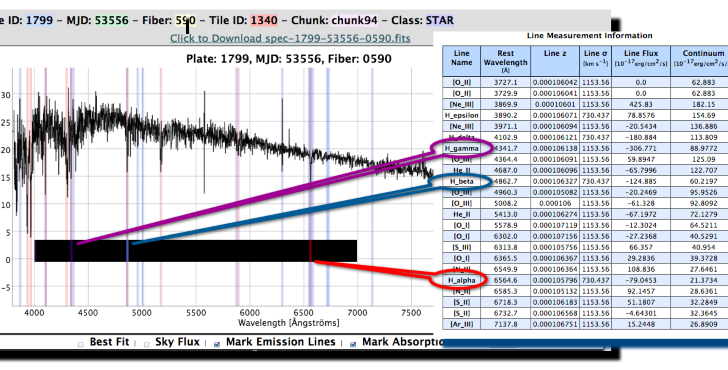 e ID: 1799 – MJD: 53556 – Fiber: 590 – Tile ID: 1340 – Chunk: chunk94 – Class: STAR
Click to Download spec-1799-53556-0590.fits
Plate: 1799, MJD: 53556, Fiber: 0590
30
25
20
15
10
5
0
−5
4000 4500 5000 5500 6000 6500 7000 7500
Wavelength [Ångströms]
Best Fit | Sky Flux | Mark Emission Lines | Mark Absorptio
Line Measurement Information
Line Name Rest Wavelength [Å] Line z Line σ [km s⁻¹] Line Flux [10⁻¹⁷erg/cm²/s] Continuum [10⁻¹⁷erg/cm²/s/
[O_II] 3727.1 0.000106042 1153.56 0.0 62.883
[O_II] 3729.9 0.000106041 1153.56 0.0 62.883
[Ne_III] 3869.9 0.00010601 1153.56 425.83 182.15
H_epsilon 3890.2 0.000106071 730.437 78.8576 154.69
[Ne_III] 3971.1 0.000106094 1153.56 −20.5434 136.886
H_delta 4102.9 0.000106121 730.437 −180.884 113.809
H_gamma 4341.7 0.000106138 1153.56 −306.771 88.9772
[O_III] 4364.4 0.000106091 1153.56 59.8947 125.09
He_II 4687.0 0.000106096 1153.56 −65.7996 122.707
H_beta 4862.7 0.000106327 730.437 −124.885 60.2197
[O_III] 4960.3 0.000105568 1153.56 −20.2469 95.9526
[O_III] 5008.2 0.000106 1153.56 −61.328 92.8092
He_II 5413.0 0.000106274 1153.56 −67.1972 72.1279
[O_I] 5578.9 0.000107119 1153.56 −12.3024 64.5211
[O_I] 6302.0 0.000107156 1153.56 −27.2368 40.5291
[S_III] 6313.8 0.000105756 1153.56 66.357 40.954
[O_I] 6365.5 0.000106367 1153.56 29.2836 39.3728
[N_II] 6549.9 0.000106364 1153.56 108.836 27.6461
H_alpha 6564.6 0.000105796 730.437 −79.0453 21.3734
[N_II] 6585.3 0.000105132 1153.56 92.1457 28.6361
[S_II] 6718.3 0.000106183 1153.56 51.1807 32.2849
[S_II] 6732.7 0.000106568 1153.56 −4.64301 32.3645
[Ar_III] 7137.8 0.000106751 1153.56 15.2448 26.8909